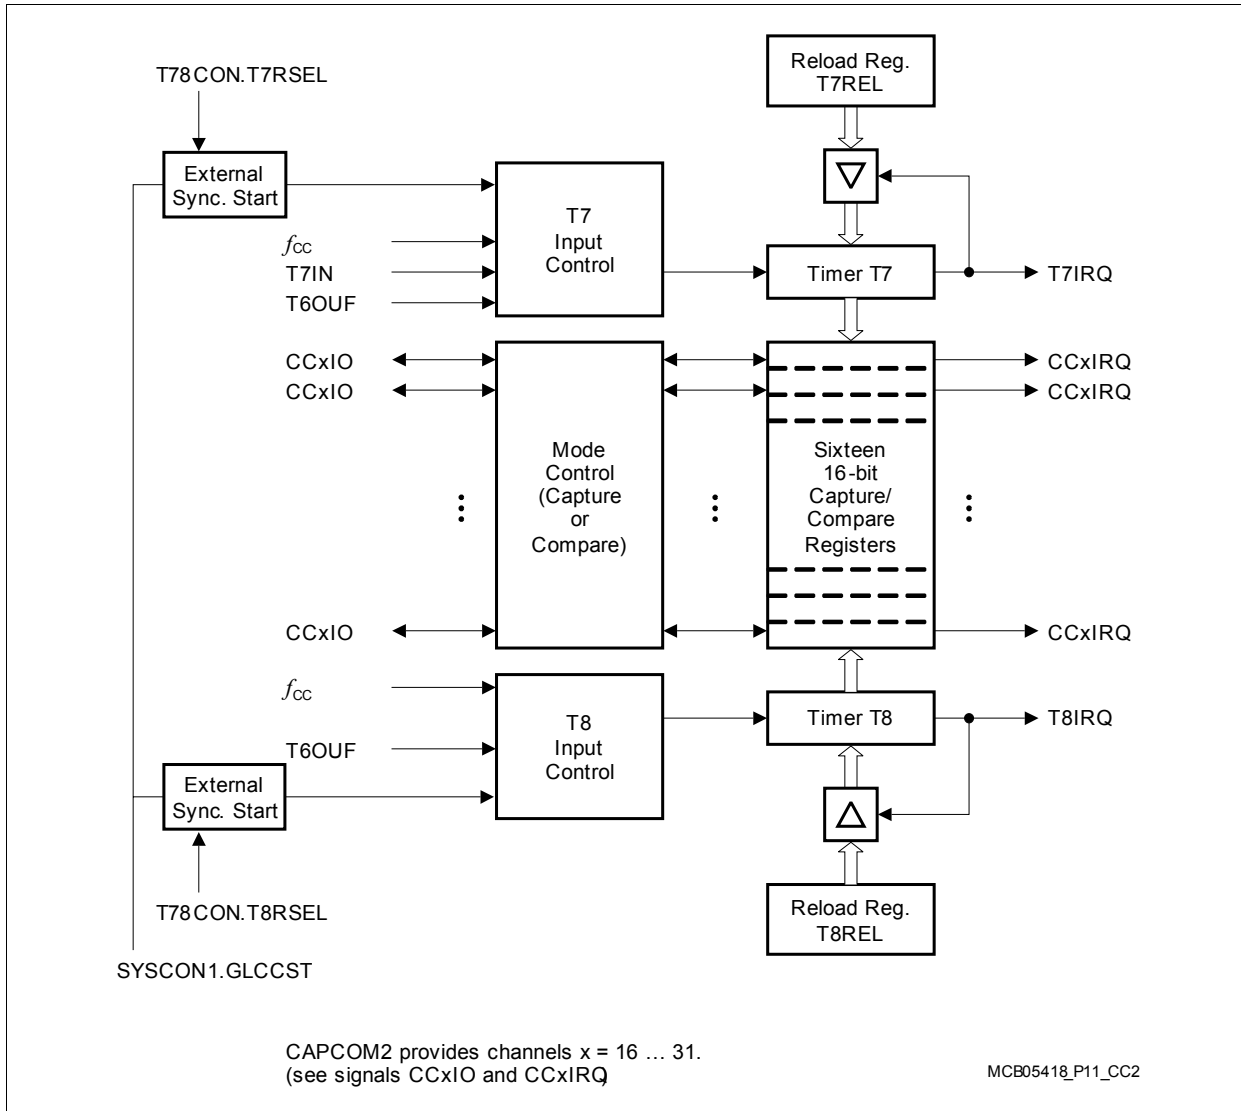 Reload Reg.
T7REL
T78CON.T7RSEL
External
Sync. Start
T7
Input
Control
fCC
T7IN
T6OUF
Timer T7
T7IRQ
CCxIO
CCxIO
CCxIRQ
CCxIRQ
Mode
Control
(Capture
or
Compare)
Sixteen
16-bit
Capture/
Compare
Registers
CCxIO
CCxIRQ
fCC
T6OUF
T8
Input
Control
Timer T8
T8IRQ
External
Sync. Start
T78CON.T8RSEL
Reload Reg.
T8REL
SYSCON1.GLCCST
CAPCOM2 provides channels x = 16 … 31.
(see signals CCxIO and CCxIRQ)
MCB05418_P11_CC2